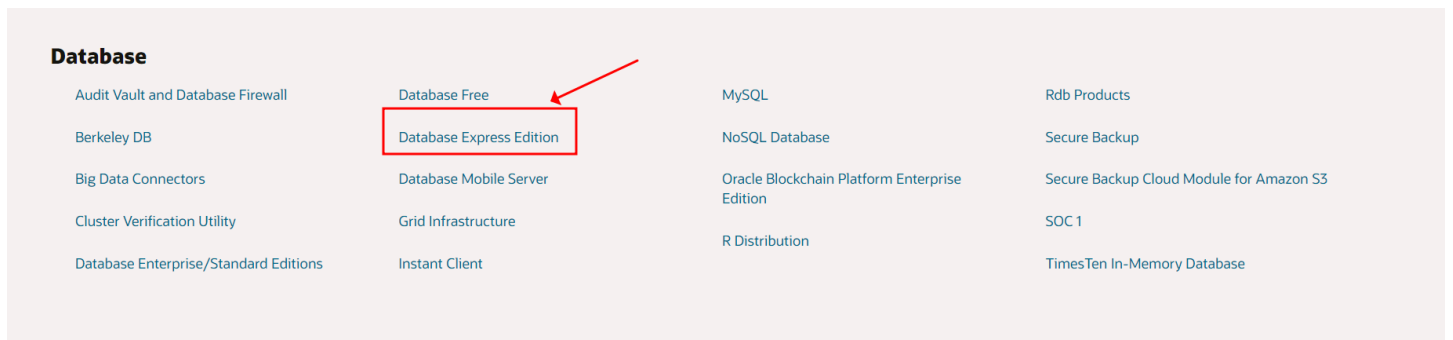 Database
Audit Vault and Database Firewall
Berkeley DB
Big Data Connectors
Cluster Verification Utility
Database Enterprise/Standard Editions
Database Free
Database Express Edition
Database Mobile Server
Grid Infrastructure
Instant Client
MySQL
NoSQL Database
Oracle Blockchain Platform Enterprise
Edition
R Distribution
Rdb Products
Secure Backup
Secure Backup Cloud Module for Amazon S3
SOC 1
TimesTen In-Memory Database